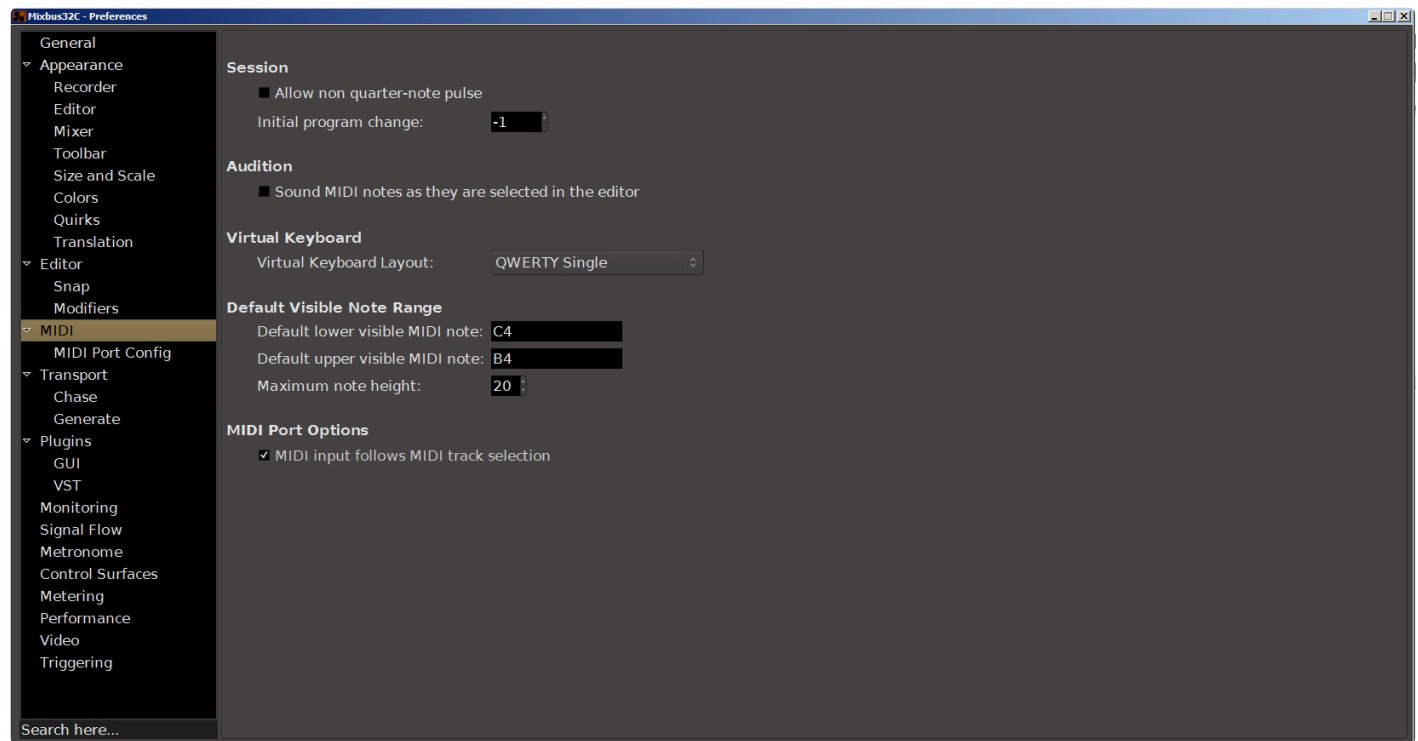 Mixbus32C - Preferences
General
Appearance
Recorder
Editor
Mixer
Toolbar
Size and Scale
Colors
Quirks
Translation
Editor
Snap
Modifiers
MIDI
MIDI Port Config
Transport
Chase
Generate
Plugins
GUI
VST
Monitoring
Signal Flow
Metronome
Control Surfaces
Metering
Performance
Video
Triggering
Search here...
Session
Allow non quarter-note pulse
Initial program change: -1
Audition
Sound MIDI notes as they are selected in the editor
Virtual Keyboard
Virtual Keyboard Layout: QWERTY Single
Default Visible Note Range
Default lower visible MIDI note: C4
Default upper visible MIDI note: B4
Maximum note height: 20
MIDI Port Options
MIDI input follows MIDI track selection